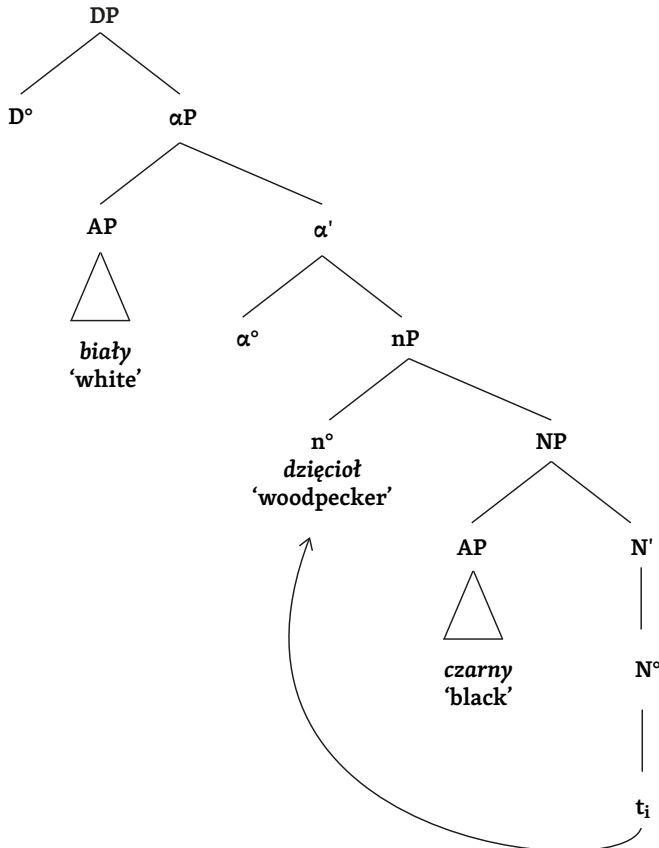 DP
D° αP
AP α'
biały
'white'
α° nP
n° NP
dzięcioł
'woodpecker'
AP N'
czarny
'black'
N°
tᵢ